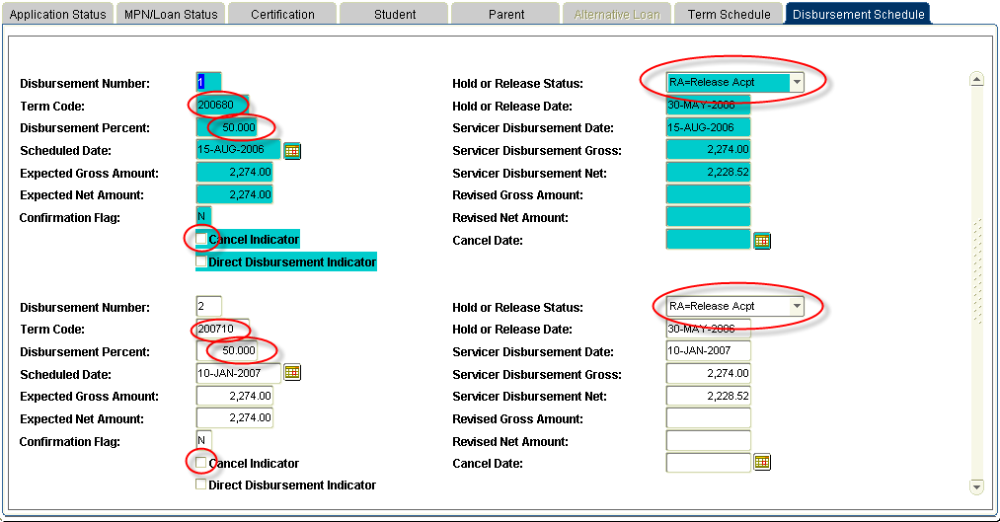 Application Status MPN/Loan Status Certification Student Parent Alternative Loan Term Schedule Disbursement Schedule
Disbursement Number: 1 Hold or Release Status: RA=Release Acpt
Term Code: 200680 Hold or Release Date: 30-MAY-2006
Disbursement Percent: 50.000 Servicer Disbursement Date: 15-AUG-2006
Scheduled Date: 15-AUG-2006 Servicer Disbursement Gross: 2,274.00
Expected Gross Amount: 2,274.00 Servicer Disbursement Net: 2,228.52
Expected Net Amount: 2,274.00 Revised Gross Amount:
Confirmation Flag: N Revised Net Amount:
Cancel Indicator Cancel Date:
Direct Disbursement Indicator
Disbursement Number: 2 Hold or Release Status: RA=Release Acpt
Term Code: 200710 Hold or Release Date: 30-MAY-2006
Disbursement Percent: 50.000 Servicer Disbursement Date: 10-JAN-2007
Scheduled Date: 10-JAN-2007 Servicer Disbursement Gross: 2,274.00
Expected Gross Amount: 2,274.00 Servicer Disbursement Net: 2,228.52
Expected Net Amount: 2,274.00 Revised Gross Amount:
Confirmation Flag: N Revised Net Amount:
Cancel Indicator Cancel Date:
Direct Disbursement Indicator